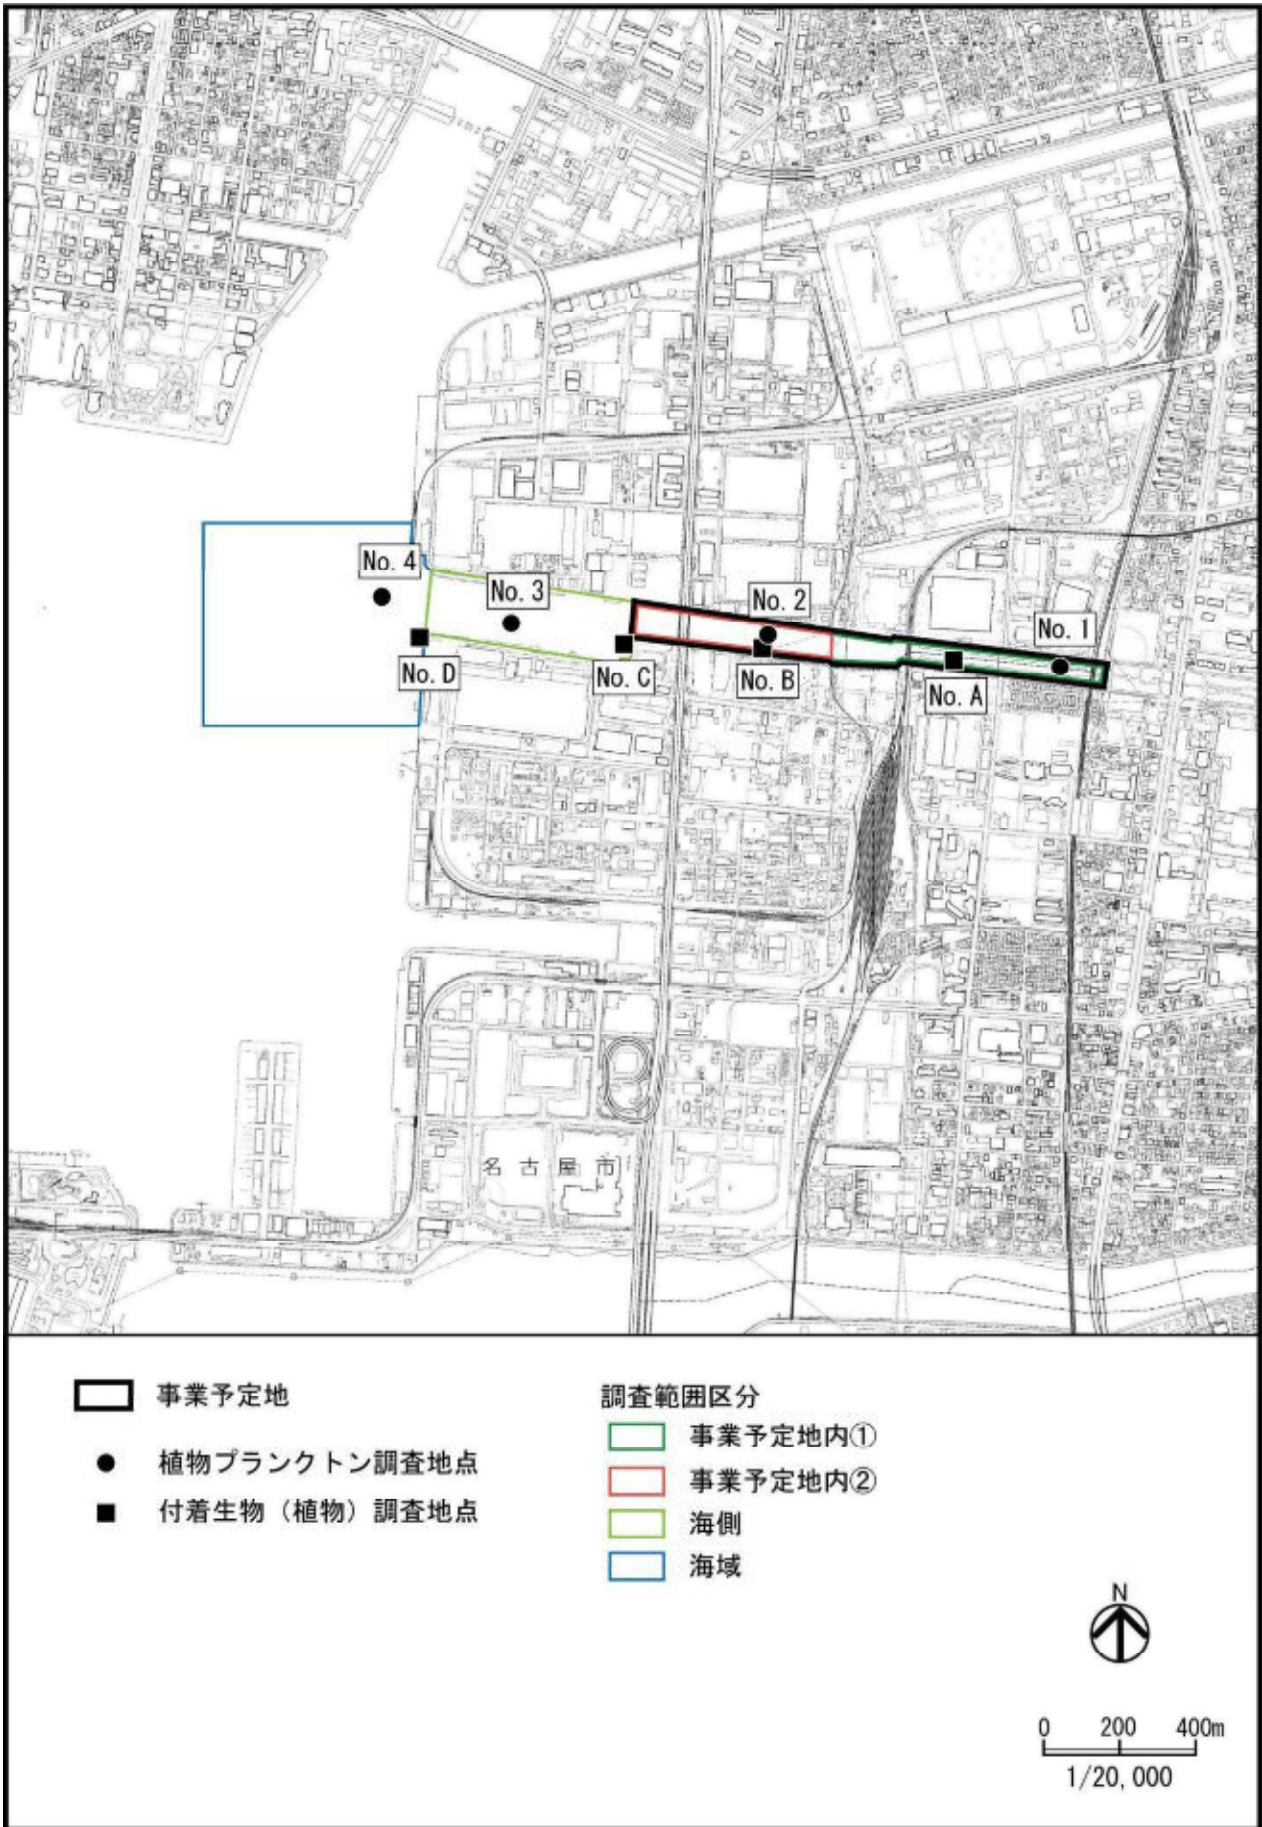 No. 4
No. 3
No. 2
No. 1
No. D
No. C
No. B
No. A
名古屋市
事業予定地
植物プランクトン調査地点
付着生物（植物）調査地点
調査範囲区分
事業予定地内①
事業予定地内②
海側
海域
N
0 200 400m
1/20,000